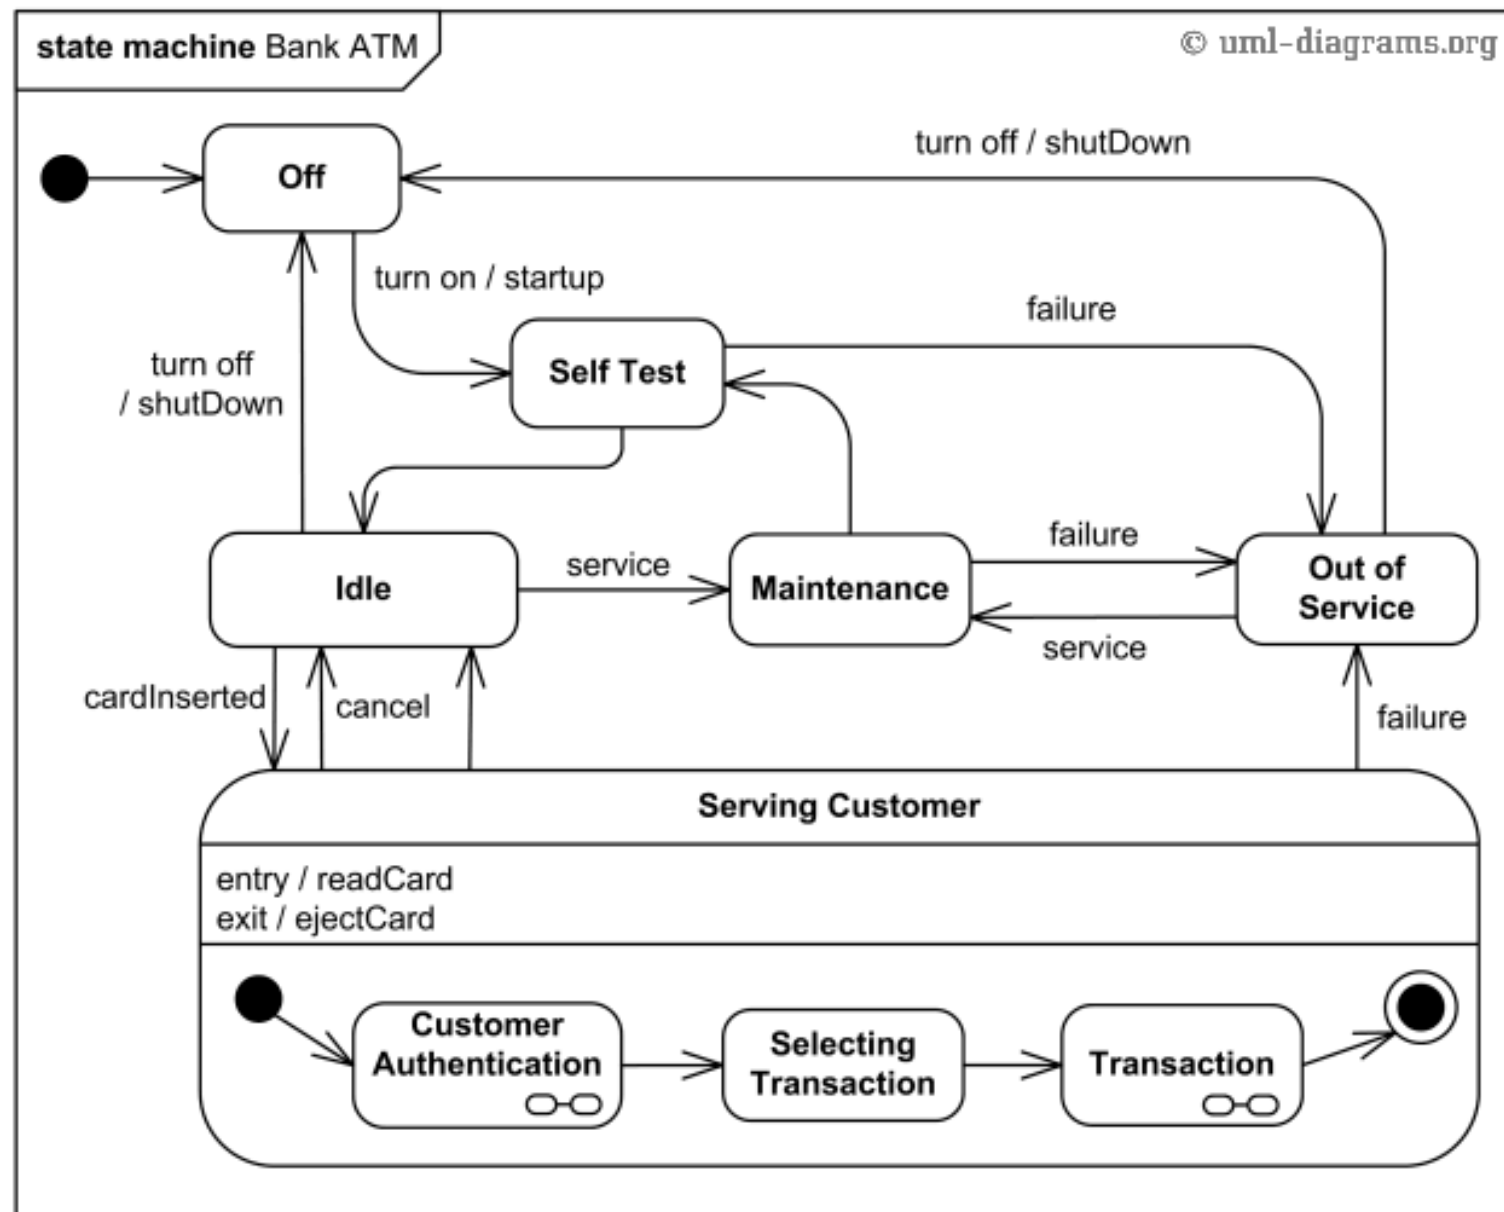 state machine Bank ATM
© uml-diagrams.org
Off
turn off / shutDown
turn on / startup
failure
turn off
/ shutDown
Self Test
Idle
service
Maintenance
failure
service
Out of
Service
cardInserted
cancel
failure
Serving Customer
entry / readCard
exit / ejectCard
Customer
Authentication
Selecting
Transaction
Transaction